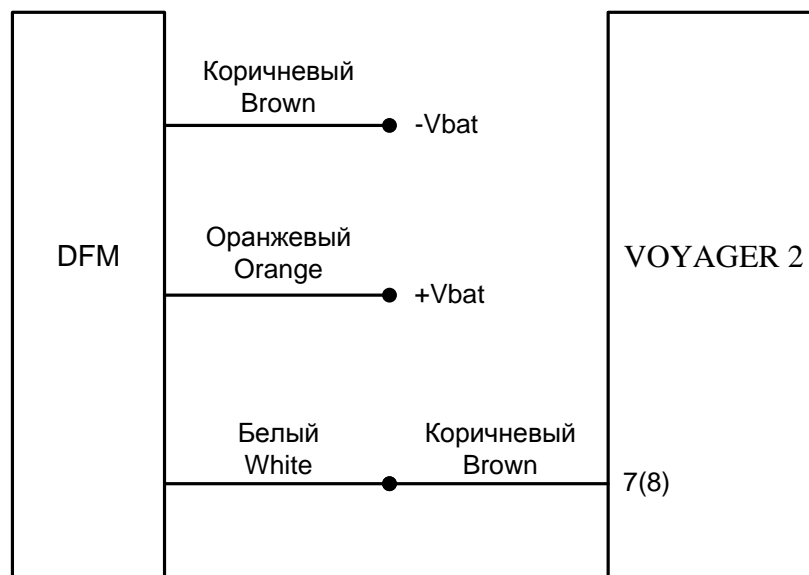 Коричневый
Brown
-Vbat
Оранжевый
Orange
DFM
VOYAGER 2
+Vbat
Белый
White
Коричневый
Brown
7(8)